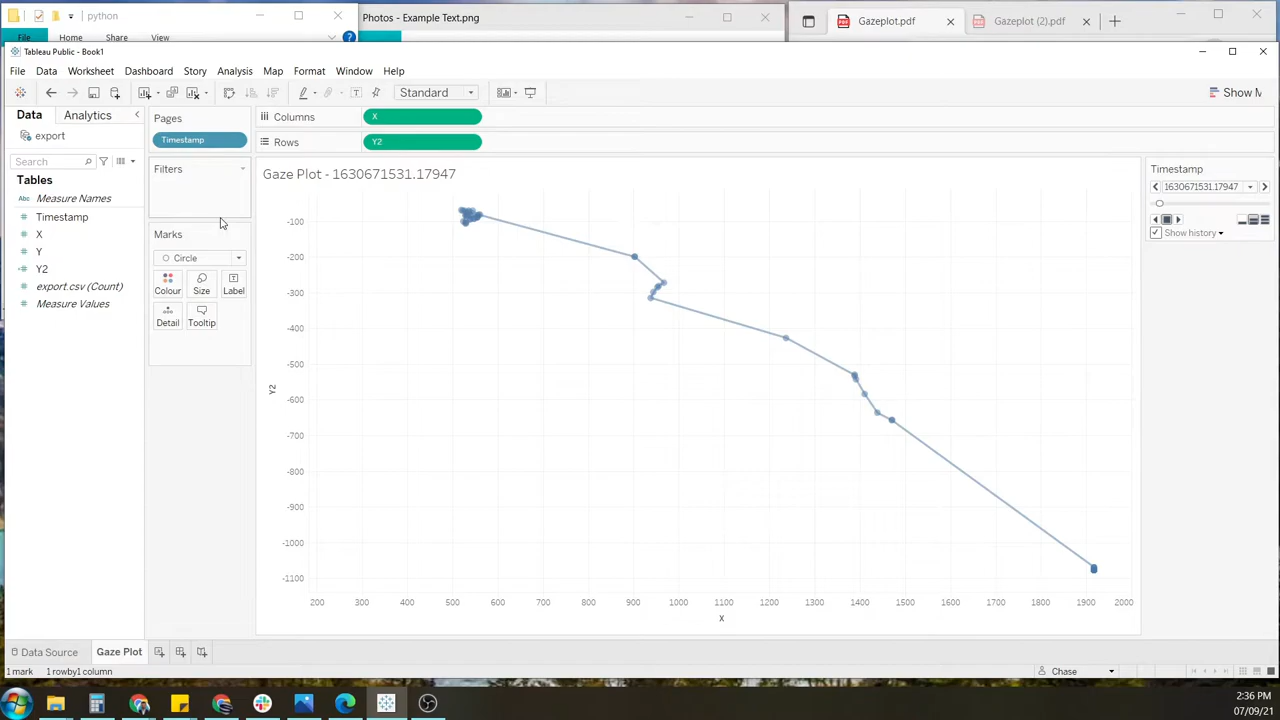 python
Photos - Example Text.png
Gazeplot.pdf
Gazeplot (2).pdf
File
Home
Share
View
Tableau Public - Book1
File Data Worksheet Dashboard Story Analysis Map Format Window Help
Standard
Show M
Data
Analytics
Pages
Columns
X
export
Timestamp
Rows
Y2
Search
Filters
Gaze Plot - 1630671531.17947
Timestamp
1630671531.17947
Show history
Tables
Abc Measure Names
Timestamp
X
Y
Y2
export.csv (Count)
Measure Values
Marks
Circle
Colour
Size
Label
Detail
Tooltip
-100
-200
-300
-400
-500
-600
-700
-800
-900
-1000
-1100
Y2
200 300 400 500 600 700 800 900 1000 1100 1200 1300 1400 1500 1600 1700 1800 1900 2000
X
Data Source
Gaze Plot
1 mark
1 rowby1 column
Chase
2:36 PM
07/09/21